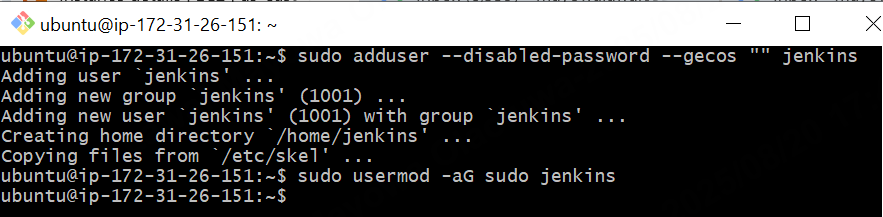 ubuntu@ip-172-31-26-151: ~
ubuntu@ip-172-31-26-151:~$ sudo adduser --disabled-password --gecos "" jenkins
Adding user `jenkins' ...
Adding new group `jenkins' (1001) ...
Adding new user `jenkins' (1001) with group `jenkins' ...
Creating home directory `/home/jenkins' ...
Copying files from `/etc/skel' ...
ubuntu@ip-172-31-26-151:~$ sudo usermod -aG sudo jenkins
ubuntu@ip-172-31-26-151:~$